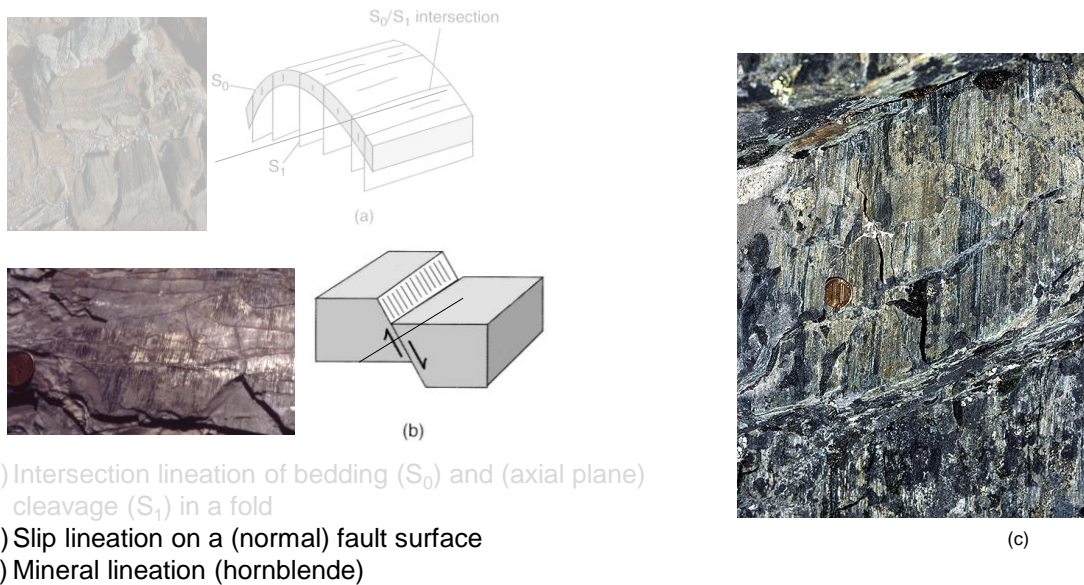 S₀/S₁ intersection
S₀
S₁
(a)
(b)
(c)
) Intersection lineation of bedding (S₀) and (axial plane)
cleavage (S₁) in a fold
) Slip lineation on a (normal) fault surface
) Mineral lineation (hornblende)